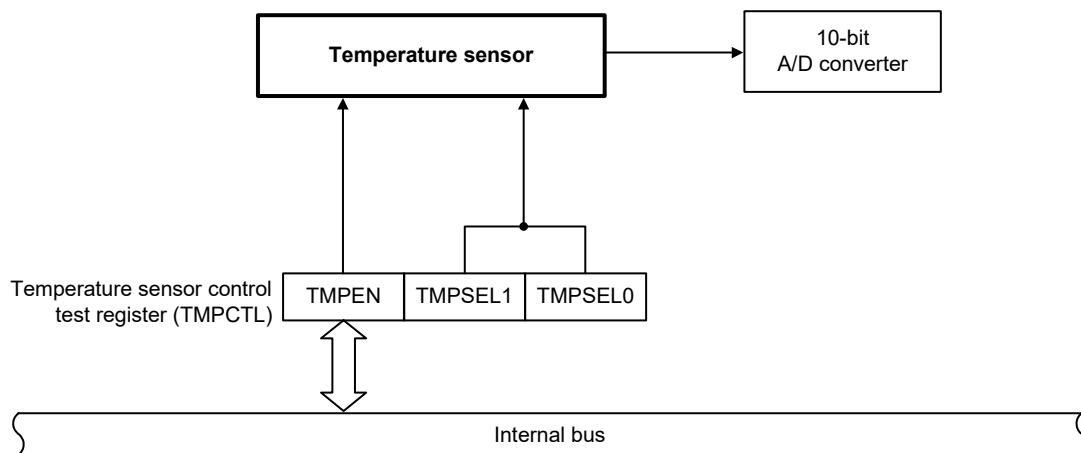 Temperature sensor
10-bit
A/D converter
Temperature sensor control
test register (TMPCTL)
TMPEN
TMPSEL1
TMPSEL0
Internal bus